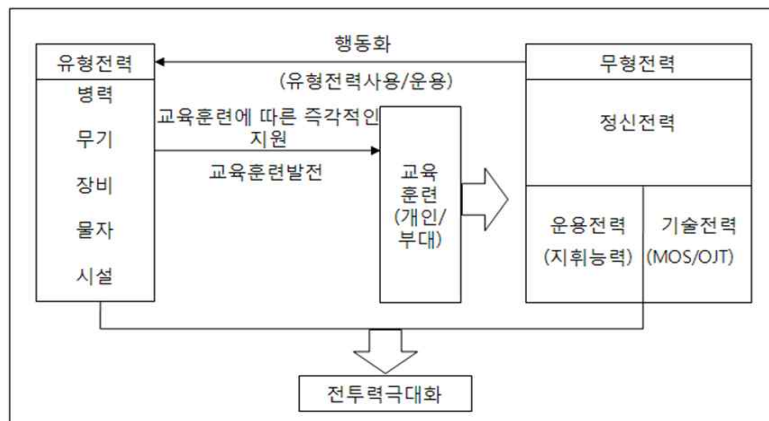 행동화
유형전력
무형전력
(유형전력사용/운용)
병력
정신전력
교육훈련에 따른 즉각적인
지원
무기
교육훈련발전
교육
훈련
(개인/
부대)
장비
물자
시설
운용전력
(지휘능력)
기술전력
(MOS/OJT)
전투력극대화